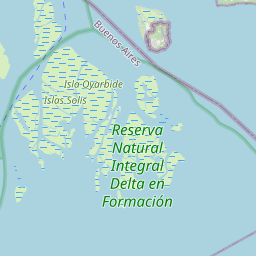 Buenos Aires
Isla Oyarbide
Islas Solís
Reserva
Natural
Integral
Delta en
Formación